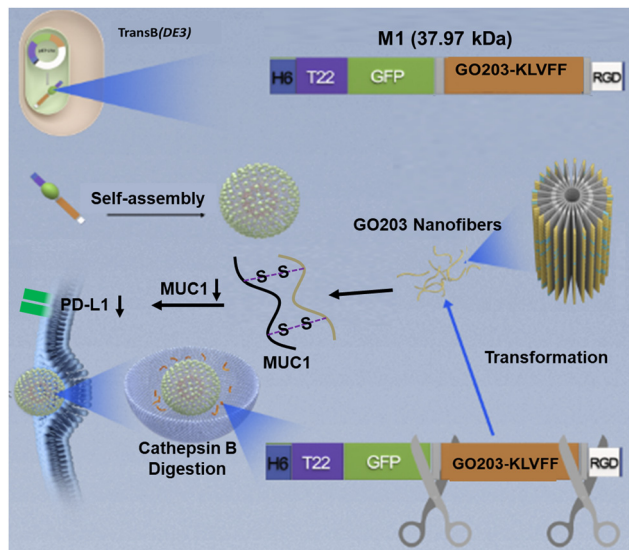 TransB(DE3)
M1 (37.97 kDa)
H6 T22 GFP GO203-KLVFF RGD
Self-assembly
GO203 Nanofibers
S S
MUC1
PD-L1
S S
MUC1
Transformation
Cathepsin B
Digestion
H6 T22 GFP GO203-KLVFF RGD